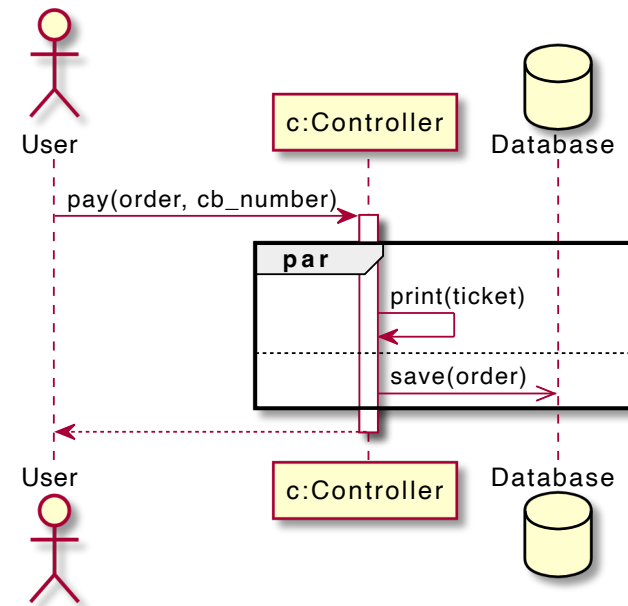 User
c:Controller
Database
pay(order, cb_number)
par
print(ticket)
save(order)
User
c:Controller
Database